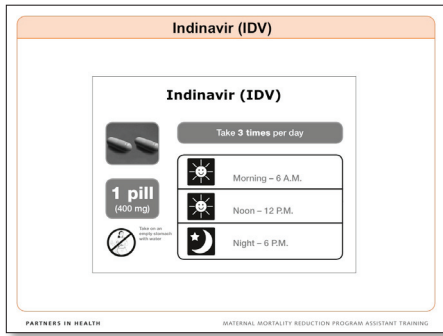 Indinavir (IDV)
Indinavir (IDV)
Take 3 times per day
1 pill
(400 mg)
Take on an
empty stomach
with water
Morning – 6 A.M.
Noon – 12 P.M.
Night – 6 P.M.
PARTNERS IN HEALTH
MATERNAL MORTALITY REDUCTION PROGRAM ASSISTANT TRAINING